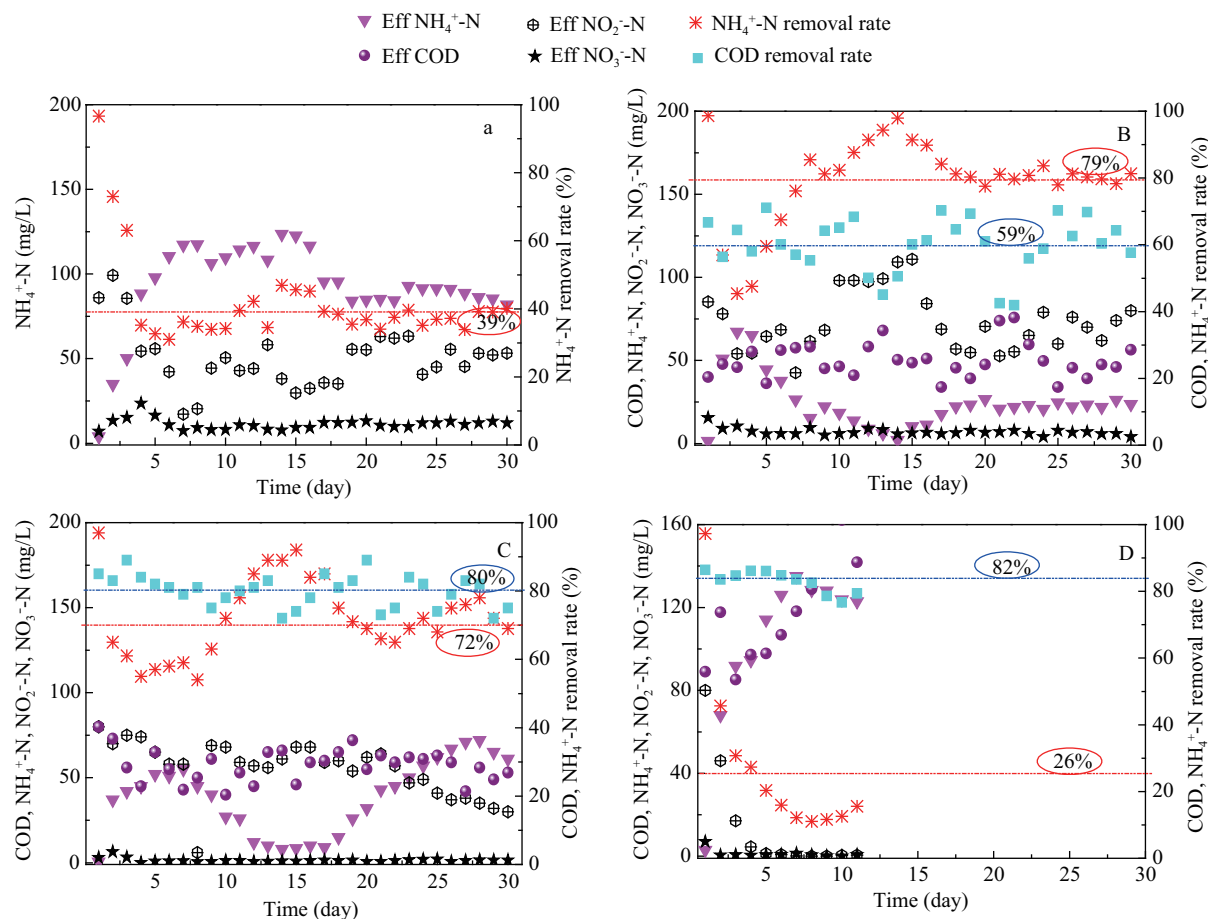 Eff NH₄⁺-N Eff NO₂⁻-N NH₄⁺-N removal rate
Eff COD Eff NO₃⁻-N COD removal rate
a
NH₄⁺-N (mg/L)
200
150
100
50
0
5 10 15 20 25 30
Time (day)
100
80
60
40
20
0
NH₄⁺-N removal rate (%)
39%
B
COD, NH₄⁺-N, NO₂⁻-N, NO₃⁻-N (mg/L)
200
150
100
50
0
5 10 15 20 25 30
Time (day)
100
80
60
40
20
0
COD, NH₄⁺-N removal rate (%)
79%
59%
C
COD, NH₄⁺-N, NO₂⁻-N, NO₃⁻-N (mg/L)
200
150
100
50
0
5 10 15 20 25 30
Time (day)
100
80
60
40
20
0
COD, NH₄⁺-N removal rate (%)
80%
72%
D
COD, NH₄⁺-N, NO₂⁻-N, NO₃⁻-N (mg/L)
160
120
80
40
0
5 10 15 20 25 30
Time (day)
100
80
60
40
20
0
COD, NH₄⁺-N removal rate (%)
82%
26%